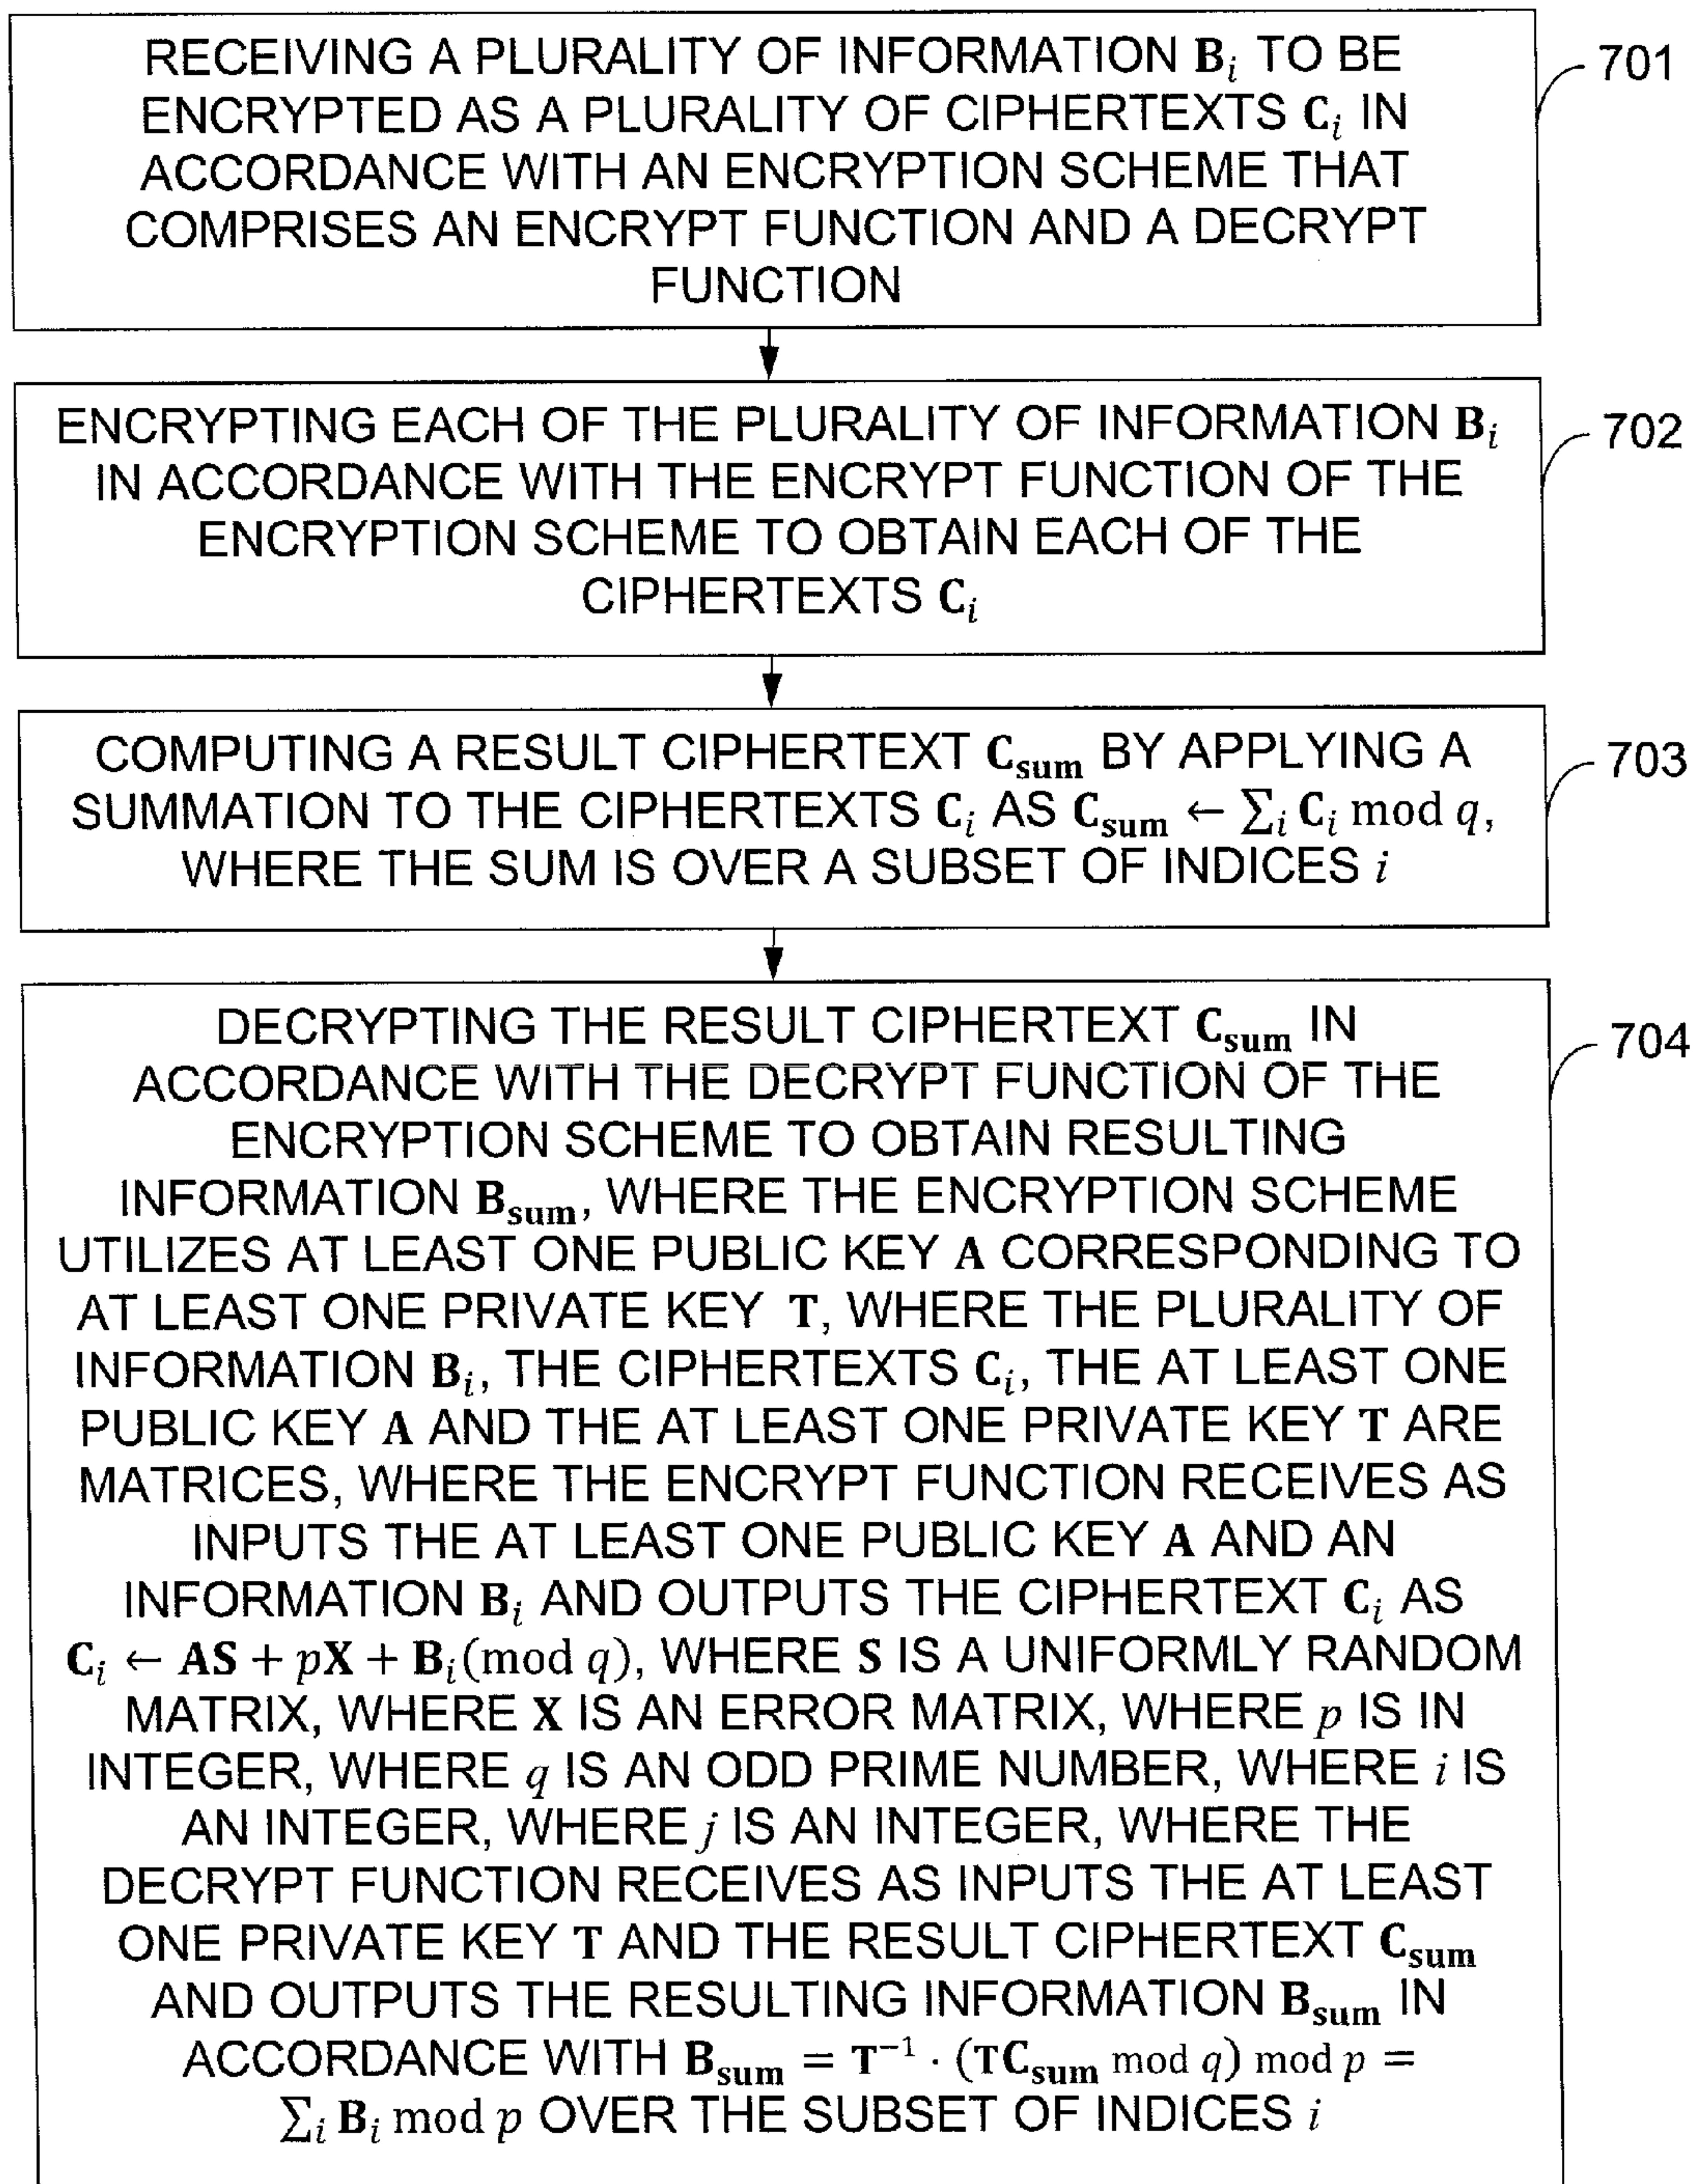 RECEIVING A PLURALITY OF INFORMATION 𝐁ᵢ TO BE
ENCRYPTED AS A PLURALITY OF CIPHERTEXTS 𝐂ᵢ IN
ACCORDANCE WITH AN ENCRYPTION SCHEME THAT
COMPRISES AN ENCRYPT FUNCTION AND A DECRYPT
FUNCTION
701
ENCRYPTING EACH OF THE PLURALITY OF INFORMATION 𝐁ᵢ
IN ACCORDANCE WITH THE ENCRYPT FUNCTION OF THE
ENCRYPTION SCHEME TO OBTAIN EACH OF THE
CIPHERTEXTS 𝐂ᵢ
702
COMPUTING A RESULT CIPHERTEXT 𝐂sum BY APPLYING A
SUMMATION TO THE CIPHERTEXTS 𝐂ᵢ AS 𝐂sum ← ∑ᵢ 𝐂ᵢ mod q,
WHERE THE SUM IS OVER A SUBSET OF INDICES i
703
DECRYPTING THE RESULT CIPHERTEXT 𝐂sum IN
ACCORDANCE WITH THE DECRYPT FUNCTION OF THE
ENCRYPTION SCHEME TO OBTAIN RESULTING
INFORMATION 𝐁sum, WHERE THE ENCRYPTION SCHEME
UTILIZES AT LEAST ONE PUBLIC KEY 𝐀 CORRESPONDING TO
AT LEAST ONE PRIVATE KEY 𝐓, WHERE THE PLURALITY OF
INFORMATION 𝐁ᵢ, THE CIPHERTEXTS 𝐂ᵢ, THE AT LEAST ONE
PUBLIC KEY 𝐀 AND THE AT LEAST ONE PRIVATE KEY 𝐓 ARE
MATRICES, WHERE THE ENCRYPT FUNCTION RECEIVES AS
INPUTS THE AT LEAST ONE PUBLIC KEY 𝐀 AND AN
INFORMATION 𝐁ᵢ AND OUTPUTS THE CIPHERTEXT 𝐂ᵢ AS
𝐂ᵢ ← 𝐀𝐒 + p𝐗 + 𝐁ᵢ(mod q), WHERE 𝐒 IS A UNIFORMLY RANDOM
MATRIX, WHERE 𝐗 IS AN ERROR MATRIX, WHERE p IS IN
INTEGER, WHERE q IS AN ODD PRIME NUMBER, WHERE i IS
AN INTEGER, WHERE j IS AN INTEGER, WHERE THE
DECRYPT FUNCTION RECEIVES AS INPUTS THE AT LEAST
ONE PRIVATE KEY 𝐓 AND THE RESULT CIPHERTEXT 𝐂sum
AND OUTPUTS THE RESULTING INFORMATION 𝐁sum IN
ACCORDANCE WITH 𝐁sum = 𝐓⁻¹ · (𝐓𝐂sum mod q) mod p =
∑ᵢ 𝐁ᵢ mod p OVER THE SUBSET OF INDICES i
704